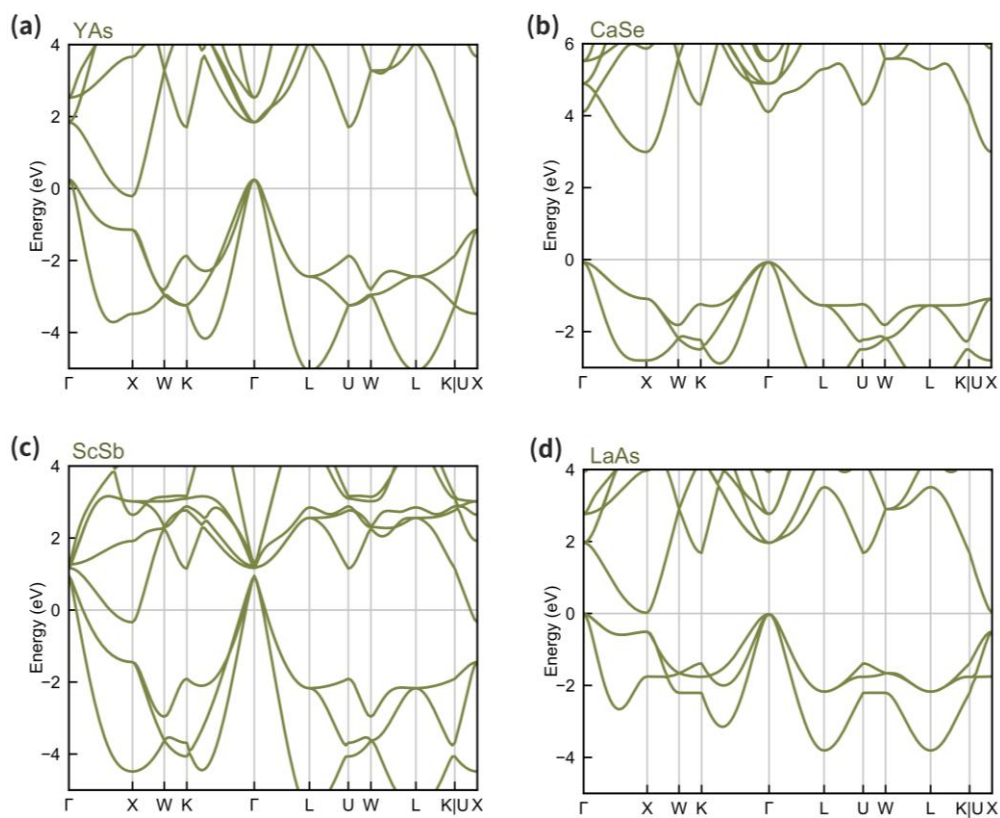 (a) YAs
4
2
0
−2
−4
Energy (eV)
Γ X W K Γ L U W L K|U X
(b) CaSe
6
4
2
0
−2
Energy (eV)
Γ X W K Γ L U W L K|U X
(c) ScSb
4
2
0
−2
−4
Energy (eV)
Γ X W K Γ L U W L K|U X
(d) LaAs
4
2
0
−2
−4
Energy (eV)
Γ X W K Γ L U W L K|U X